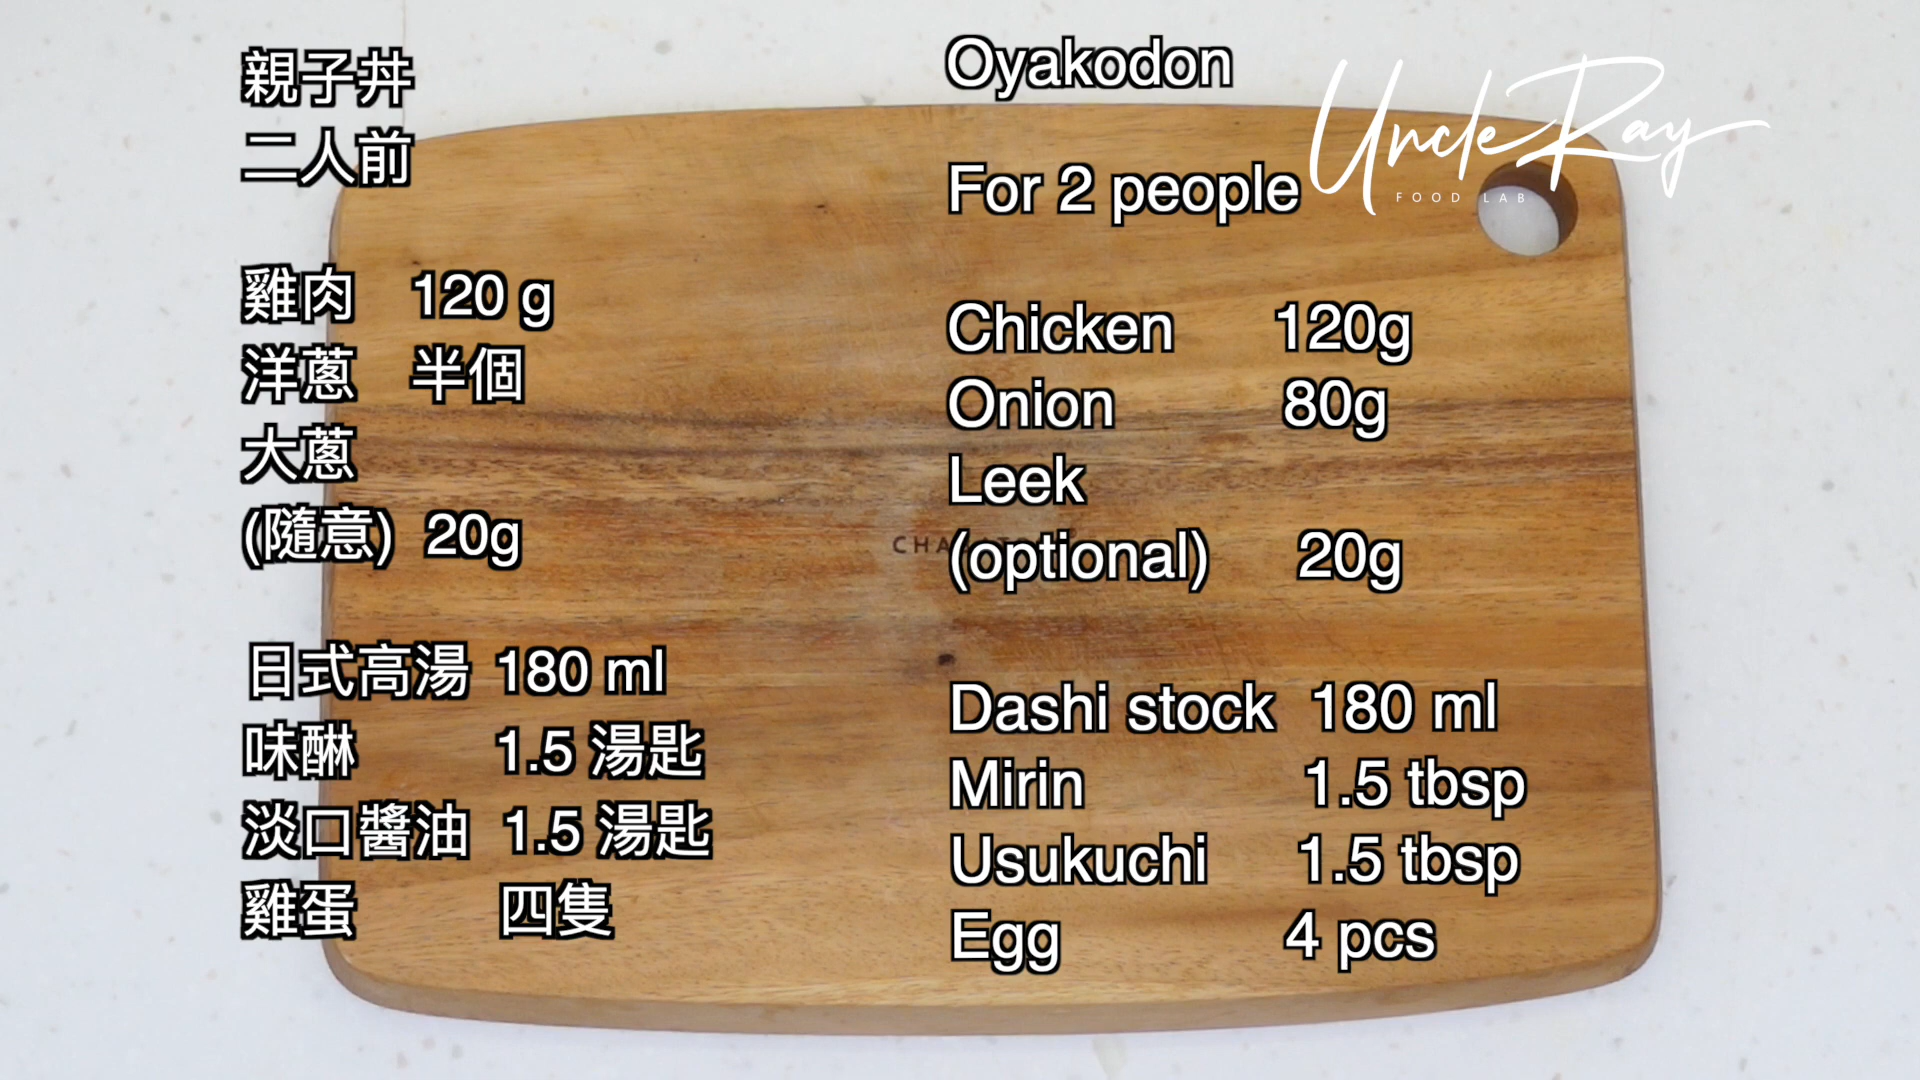 親子丼
二人前
雞肉 120 g
洋蔥 半個
大蔥
(隨意) 20g
日式高湯 180 ml
味醂 1.5 湯匙
淡口醬油 1.5 湯匙
雞蛋 四隻
Oyakodon
For 2 people
Chicken 120g
Onion 80g
Leek
(optional) 20g
Dashi stock 180 ml
Mirin 1.5 tbsp
Usukuchi 1.5 tbsp
Egg 4 pcs
Uncle Ray
FOOD LAB